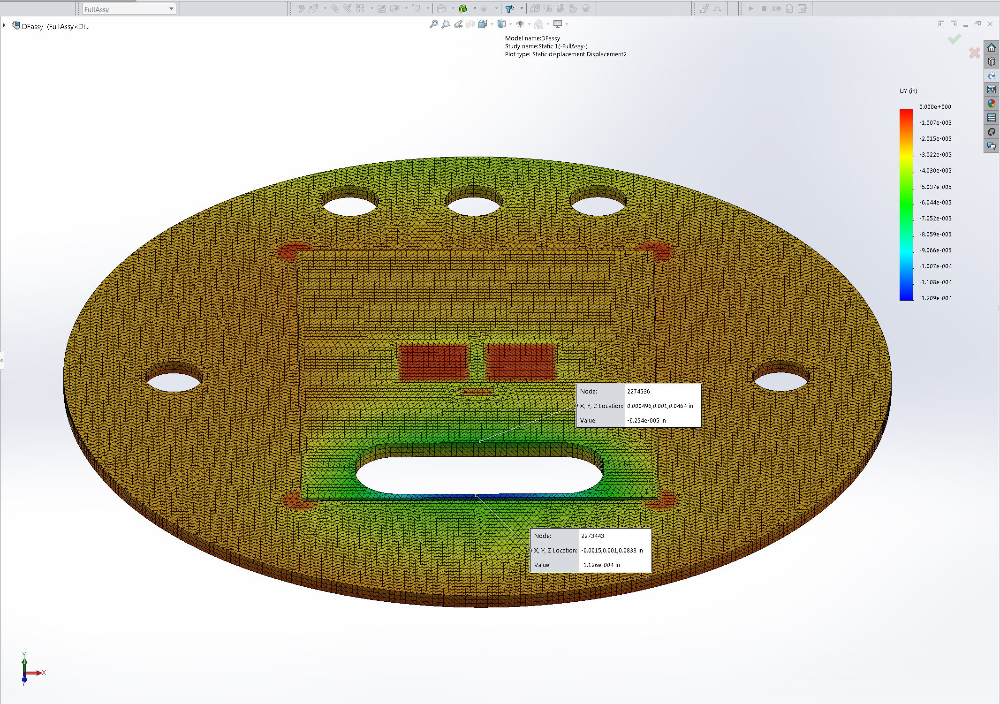 FullAssy
DFassy (FullAssy<Di...
Model name:DFassy
Study name:Static 1(-FullAssy-)
Plot type: Static displacement Displacement2
UY (in)
0.000e+000
-1.007e-005
-2.015e-005
-3.022e-005
-4.030e-005
-5.037e-005
-6.044e-005
-7.052e-005
-8.059e-005
-9.066e-005
-1.007e-004
-1.108e-004
-1.209e-004
Node: 2274536
X, Y, Z Location: 0.000496,0.001,0.0464 in
Value: -6.254e-005 in
Node: 2273443
X, Y, Z Location: -0.0015,0.001,0.0833 in
Value: -1.126e-004 in
Y
X
Z